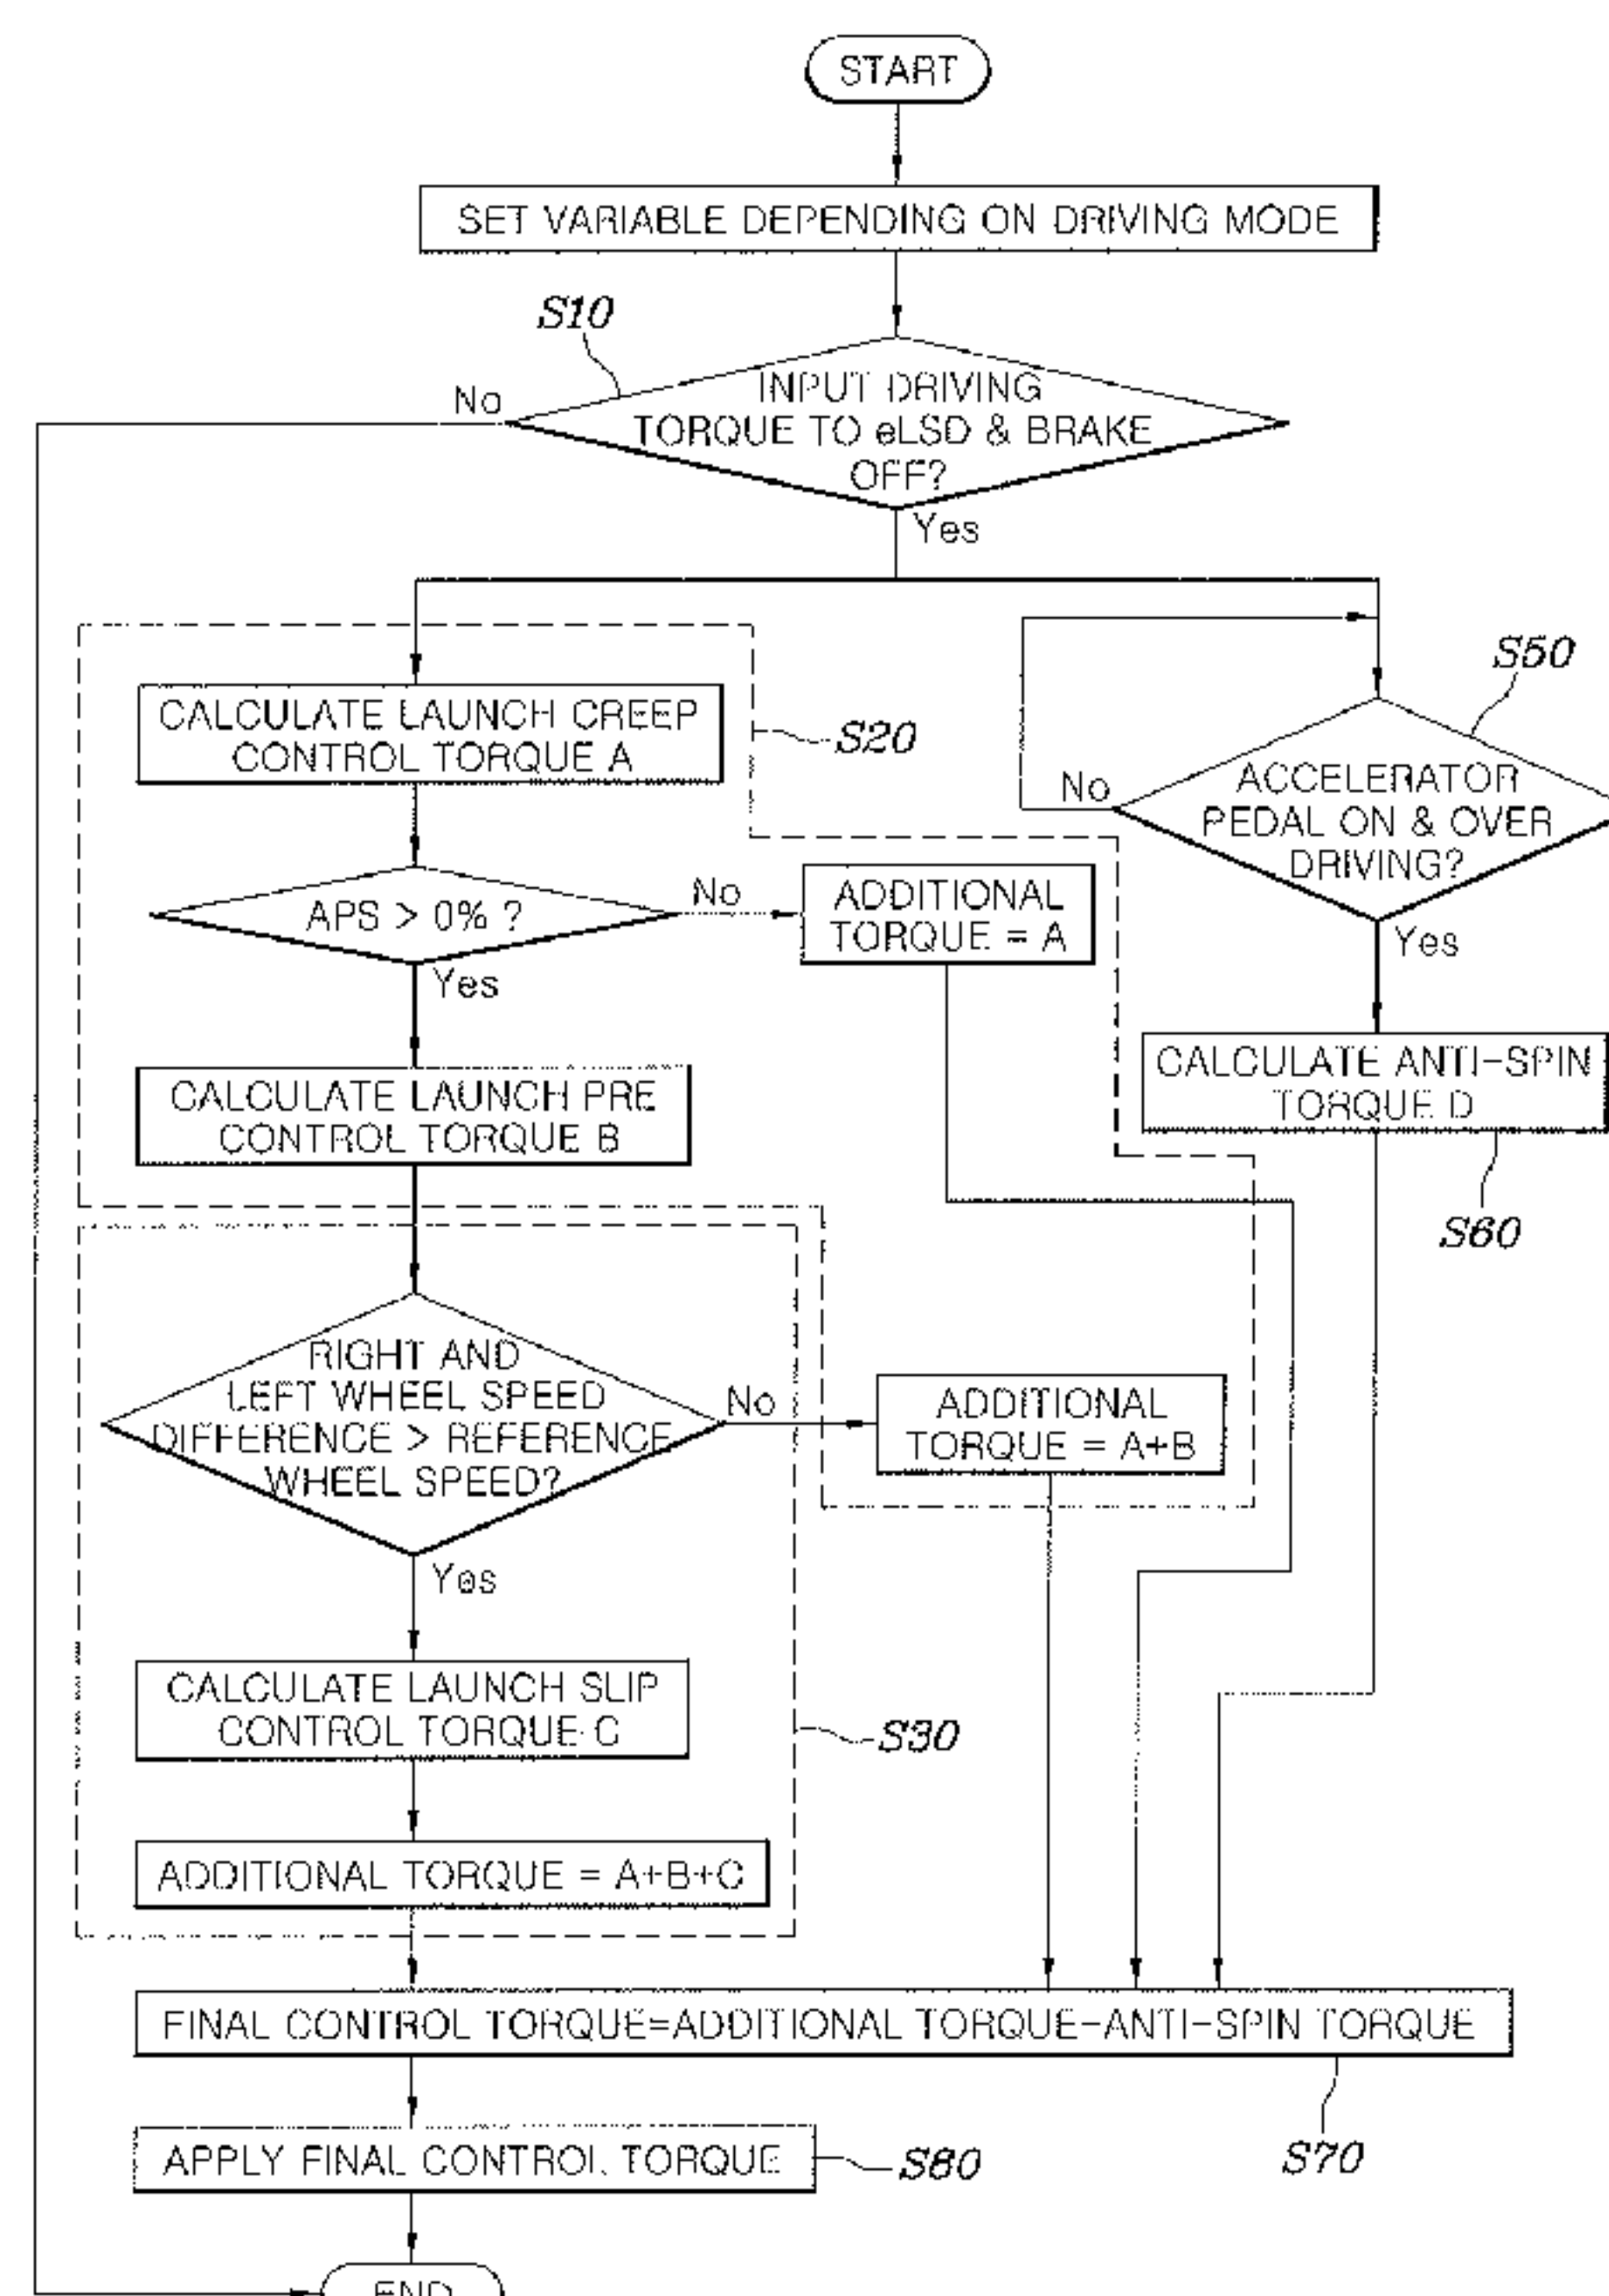 START
SET VARIABLE DEPENDING ON DRIVING MODE
S10
INPUT DRIVING
TORQUE TO eLSD & BRAKE
OFF?
No
Yes
CALCULATE LAUNCH CREEP
CONTROL TORQUE A
S20
S50
ACCELERATOR
PEDAL ON & OVER
DRIVING?
No
Yes
APS > 0% ?
No
ADDITIONAL
TORQUE = A
Yes
CALCULATE LAUNCH PRE
CONTROL TORQUE B
CALCULATE ANTI-SPIN
TORQUE D
S60
RIGHT AND
LEFT WHEEL SPEED
DIFFERENCE > REFERENCE
WHEEL SPEED?
No
ADDITIONAL
TORQUE = A+B
Yes
CALCULATE LAUNCH SLIP
CONTROL TORQUE C
S30
ADDITIONAL TORQUE = A+B+C
FINAL CONTROL TORQUE=ADDITIONAL TORQUE-ANTI-SPIN TORQUE
S70
APPLY FINAL CONTROL TORQUE
S80
END